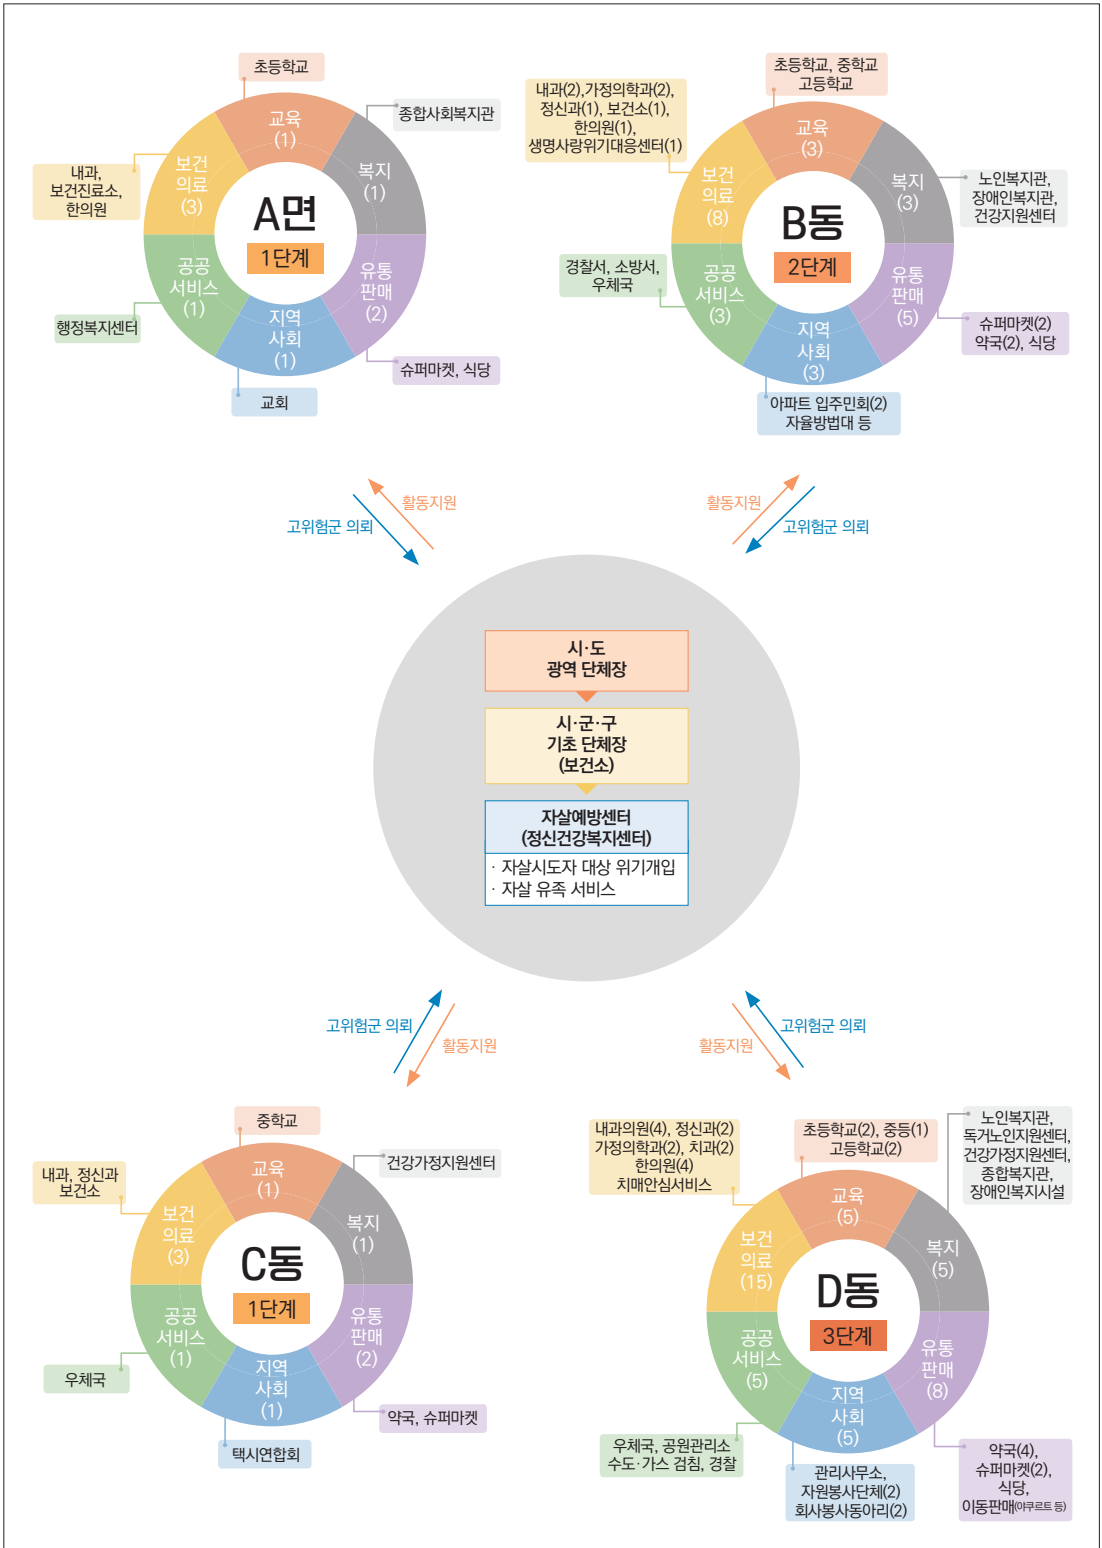 초등학교
종합사회복지관
내과,
보건진료소,
한의원
교육
(1)
보건
의료
(3)
복지
(1)
A면
1단계
공공
서비스
(1)
유통
판매
(2)
지역
사회
(1)
행정복지센터
슈퍼마켓, 식당
교회
초등학교, 중학교
고등학교
내과(2),가정의학과(2),
정신과(1), 보건소(1),
한의원(1),
생명사랑위기대응센터(1)
노인복지관,
장애인복지관,
건강지원센터
교육
(3)
보건
의료
(8)
복지
(3)
B동
2단계
경찰서, 소방서,
우체국
공공
서비스
(3)
유통
판매
(5)
지역
사회
(3)
슈퍼마켓(2)
약국(2), 식당
아파트 입주민회(2)
자율방법대 등
활동지원
고위험군 의뢰
활동지원
고위험군 의뢰
시·도
광역 단체장
시·군·구
기초 단체장
(보건소)
자살예방센터
(정신건강복지센터)
· 자살시도자 대상 위기개입
· 자살 유족 서비스
고위험군 의뢰
활동지원
고위험군 의뢰
활동지원
중학교
건강가정지원센터
내과, 정신과
보건소
교육
(1)
보건
의료
(3)
복지
(1)
C동
1단계
공공
서비스
(1)
유통
판매
(2)
지역
사회
(1)
우체국
약국, 슈퍼마켓
택시연합회
내과의원(4), 정신과(2)
가정의학과(2), 치과(2)
한의원(4)
치매안심서비스
초등학교(2), 중등(1)
고등학교(2)
노인복지관,
독거노인지원센터,
건강가정지원센터,
종합복지관,
장애인복지시설
교육
(5)
보건
의료
(15)
복지
(5)
D동
3단계
공공
서비스
(5)
유통
판매
(8)
지역
사회
(5)
우체국, 공원관리소
수도·가스 검침, 경찰
관리사무소,
자원봉사단체(2)
회사봉사동아리(2)
약국(4),
슈퍼마켓(2),
식당,
이동판매(야쿠르트 등)